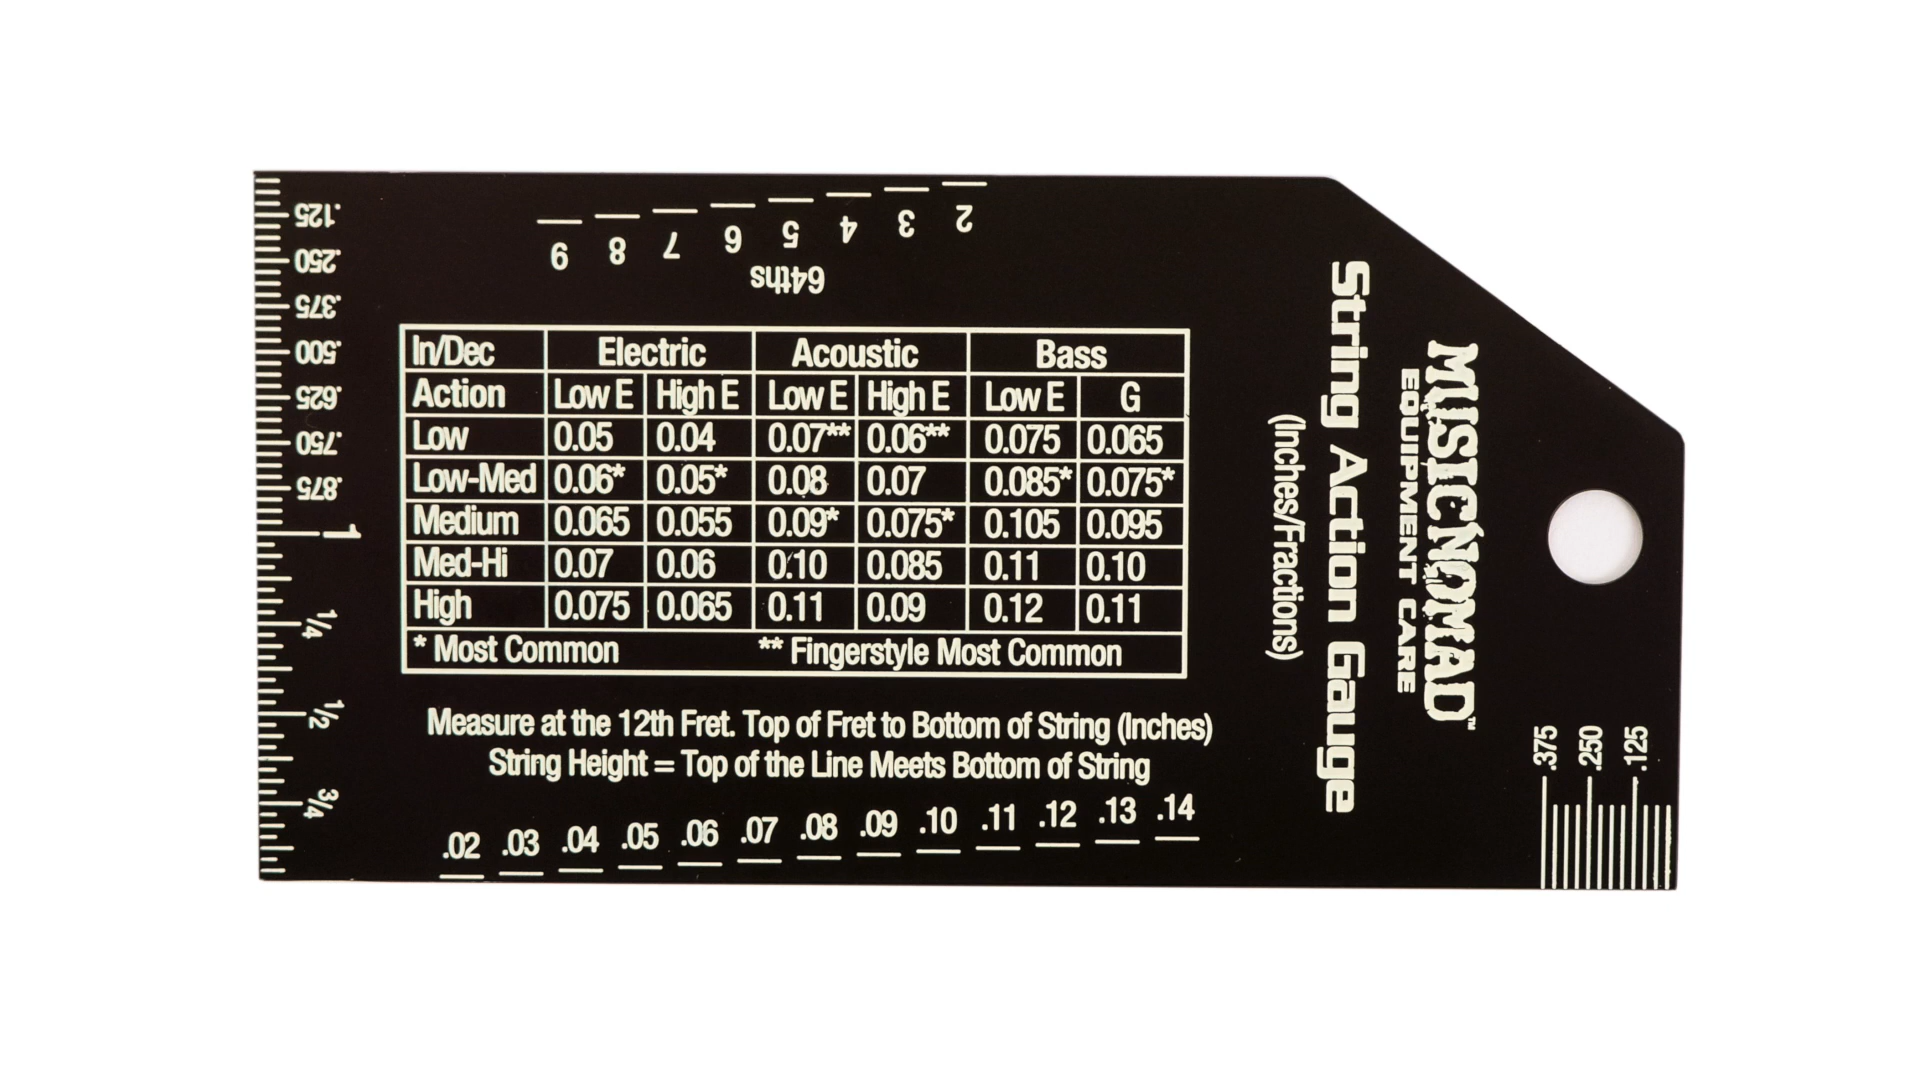 .125
.250
.375
.500
.625
.750
.875
1
1/4
1/2
3/4
2 3 4 5 6 7 8 9
64ths
In/Dec Electric Acoustic Bass
Action Low E High E Low E High E Low E G
Low 0.05 0.04 0.07** 0.06** 0.075 0.065
Low-Med 0.06* 0.05* 0.08 0.07 0.085* 0.075*
Medium 0.065 0.055 0.09* 0.075* 0.105 0.095
Med-Hi 0.07 0.06 0.10 0.085 0.11 0.10
High 0.075 0.065 0.11 0.09 0.12 0.11
* Most Common ** Fingerstyle Most Common
Measure at the 12th Fret. Top of Fret to Bottom of String (Inches)
String Height = Top of the Line Meets Bottom of String
.02 .03 .04 .05 .06 .07 .08 .09 .10 .11 .12 .13 .14
MUSICNOMAD™
EQUIPMENT CARE
String Action Gauge
(Inches/Fractions)
.375
.250
.125